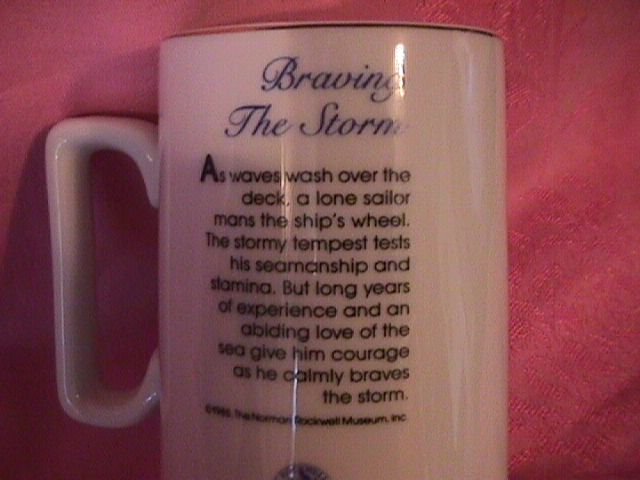 Braving
The Storm
As waves wash over the
deck, a lone sailor
mans the ship's wheel.
The stormy tempest tests
his seamanship and
stamina. But long years
of experience and an
abiding love of the
sea give him courage
as he calmly braves
the storm.
©1985 The Norman Rockwell Museum, Inc.